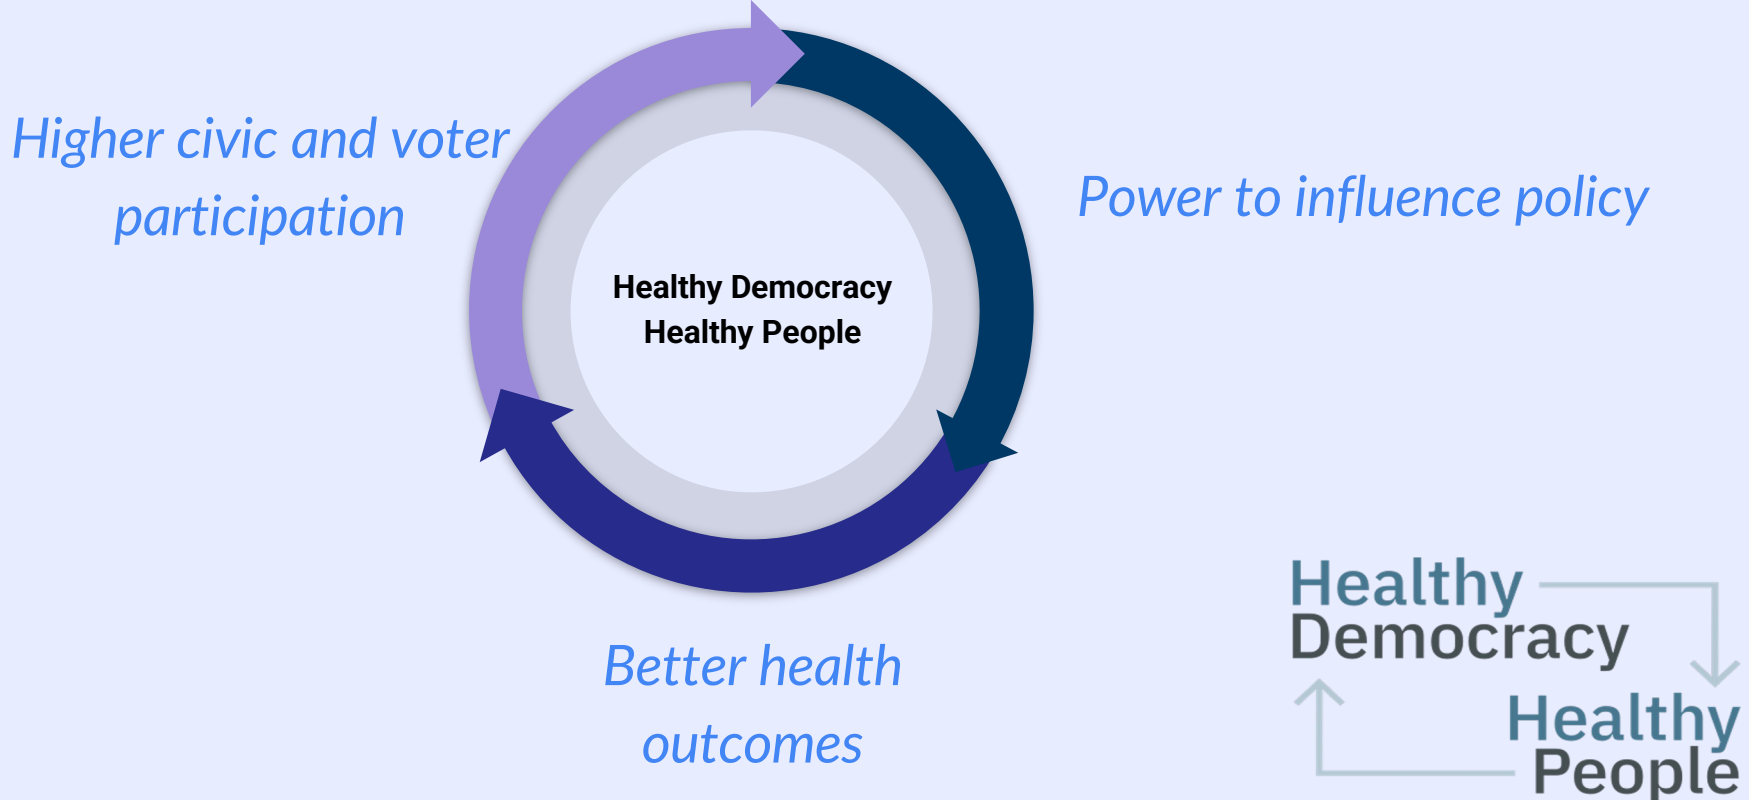 Higher civic and voter
participation
Power to influence policy
Healthy Democracy
Healthy People
Better health
outcomes
Healthy
Democracy
Healthy
People